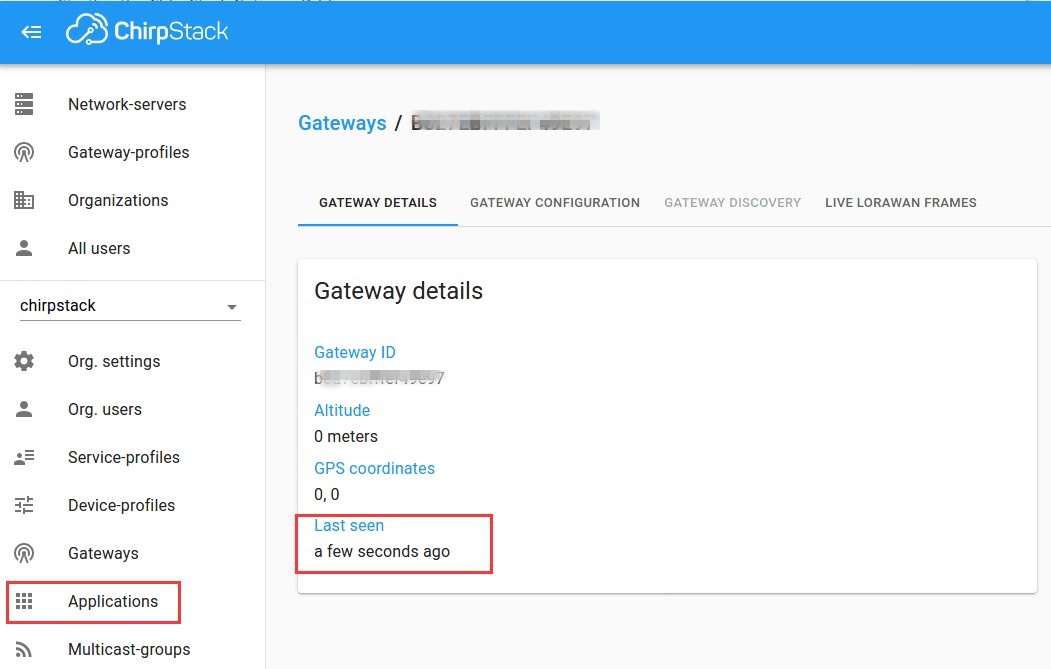 ChirpStack
Network-servers
Gateway-profiles
Organizations
All users
chirpstack
Org. settings
Org. users
Service-profiles
Device-profiles
Gateways
Applications
Multicast-groups
Gateways /
GATEWAY DETAILS GATEWAY CONFIGURATION GATEWAY DISCOVERY LIVE LORAWAN FRAMES
Gateway details
Gateway ID
Altitude
0 meters
GPS coordinates
0, 0
Last seen
a few seconds ago